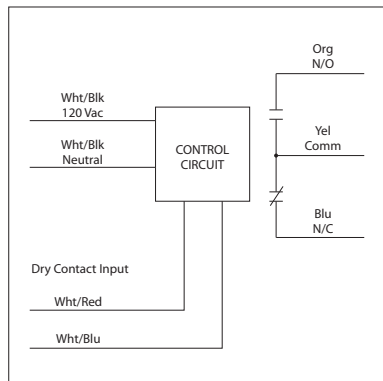 Org
N/O
Wht/Blk
120 Vac
Yel
Comm
Wht/Blk
Neutral
CONTROL
CIRCUIT
Blu
N/C
Dry Contact Input
Wht/Red
Wht/Blu